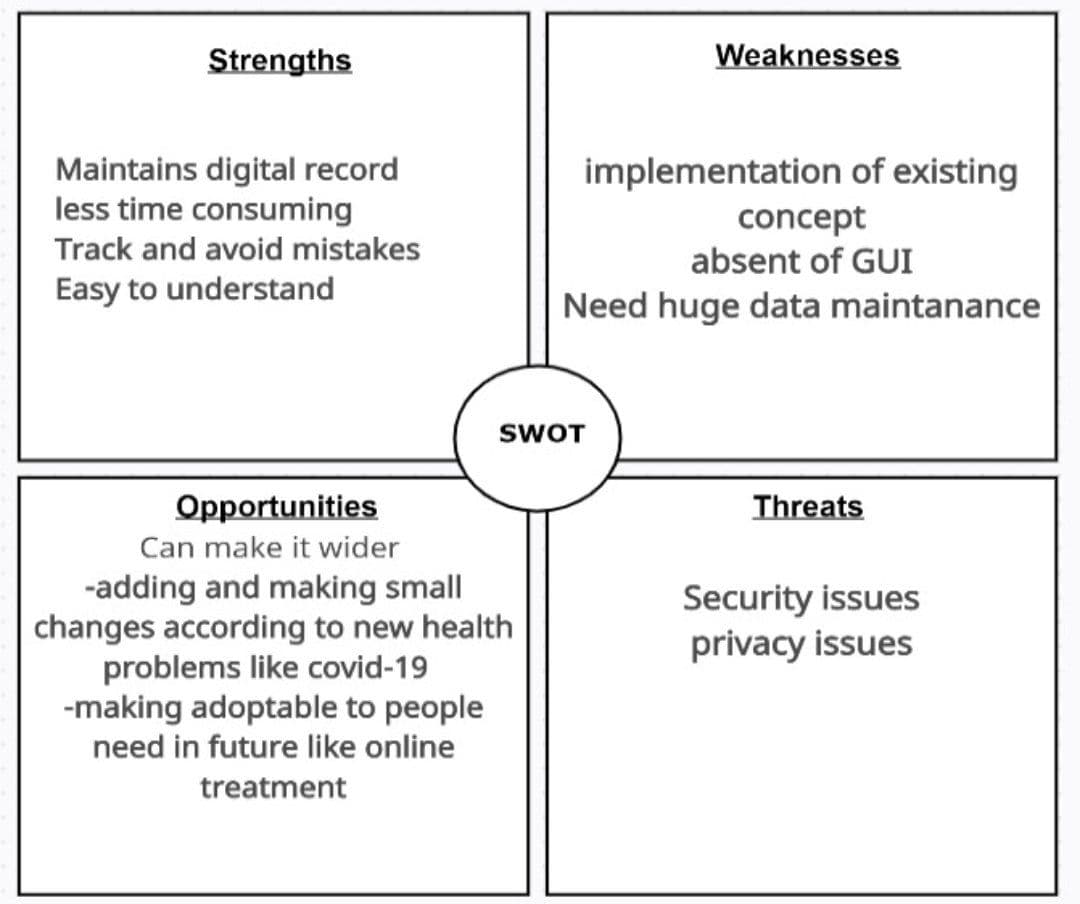 Strengths
Maintains digital record
less time consuming
Track and avoid mistakes
Easy to understand
Weaknesses
implementation of existing
concept
absent of GUI
Need huge data maintanance
SWOT
Opportunities
Can make it wider
-adding and making small
changes according to new health
problems like covid-19
-making adoptable to people
need in future like online
treatment
Threats
Security issues
privacy issues